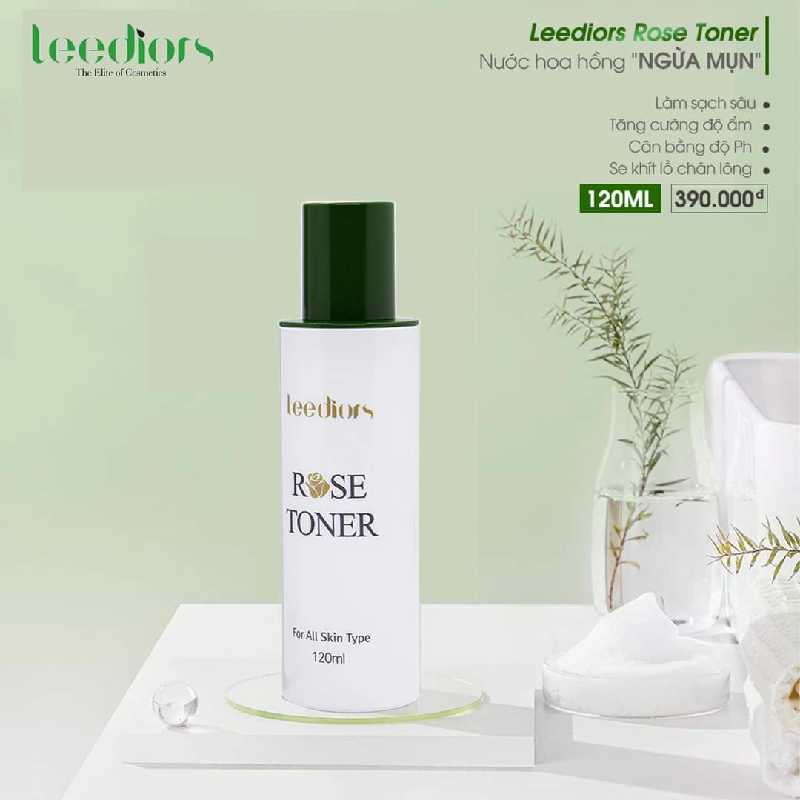 Leediors
The Elite of Cosmetics
Leediors Rose Toner
Nước hoa hồng "NGỪA MỤN"
Làm sạch sâu
Tăng cường độ ẩm
Cân bằng độ Ph
Se khít lỗ chân lông
120ML 390.000đ
leediors
ROSE
TONER
For All Skin Type
120ml